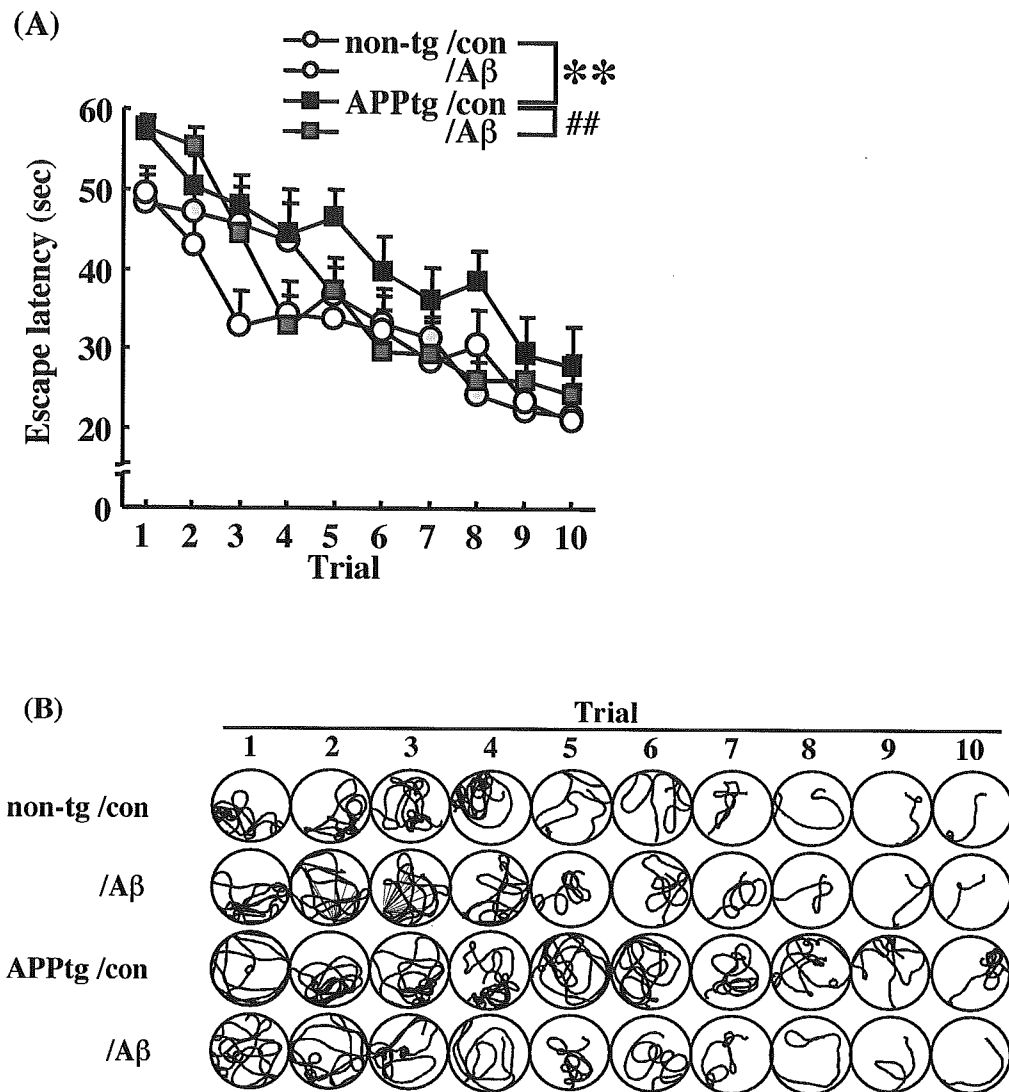 (A)
non-tg /con
/Aβ
APPtg /con
/Aβ
**
##
Escape latency (sec)
60
50
40
30
20
0
1 2 3 4 5 6 7 8 9 10
Trial
(B)
Trial
1 2 3 4 5 6 7 8 9 10
non-tg /con
/Aβ
APPtg /con
/Aβ